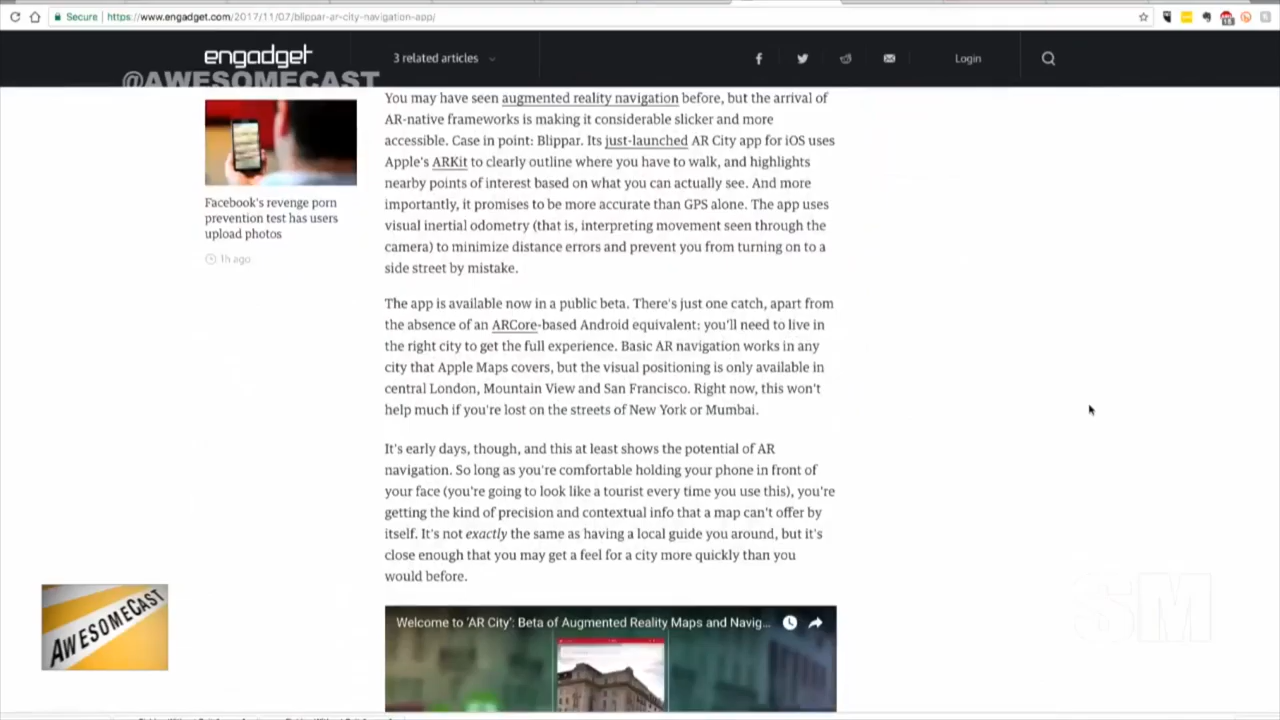 Secure
https://www.engadget.com/2017/11/07/blippar-ar-city-navigation-app/
engadget
3 related articles
Login
@AWESOMECAST
You may have seen augmented reality navigation before, but the arrival of
AR-native frameworks is making it considerable slicker and more
accessible. Case in point: Blippar. Its just-launched AR City app for iOS uses
Apple's ARKit to clearly outline where you have to walk, and highlights
nearby points of interest based on what you can actually see. And more
importantly, it promises to be more accurate than GPS alone. The app uses
visual inertial odometry (that is, interpreting movement seen through the
camera) to minimize distance errors and prevent you from turning on to a
side street by mistake.
Facebook's revenge porn
prevention test has users
upload photos
1h ago
The app is available now in a public beta. There's just one catch, apart from
the absence of an ARCore-based Android equivalent: you'll need to live in
the right city to get the full experience. Basic AR navigation works in any
city that Apple Maps covers, but the visual positioning is only available in
central London, Mountain View and San Francisco. Right now, this won't
help much if you're lost on the streets of New York or Mumbai.
It's early days, though, and this at least shows the potential of AR
navigation. So long as you're comfortable holding your phone in front of
your face (you're going to look like a tourist every time you use this), you're
getting the kind of precision and contextual info that a map can't offer by
itself. It's not exactly the same as having a local guide you around, but it's
close enough that you may get a feel for a city more quickly than you
would before.
AWESOMECAST
SM
Welcome to 'AR City': Beta of Augmented Reality Maps and Navig...